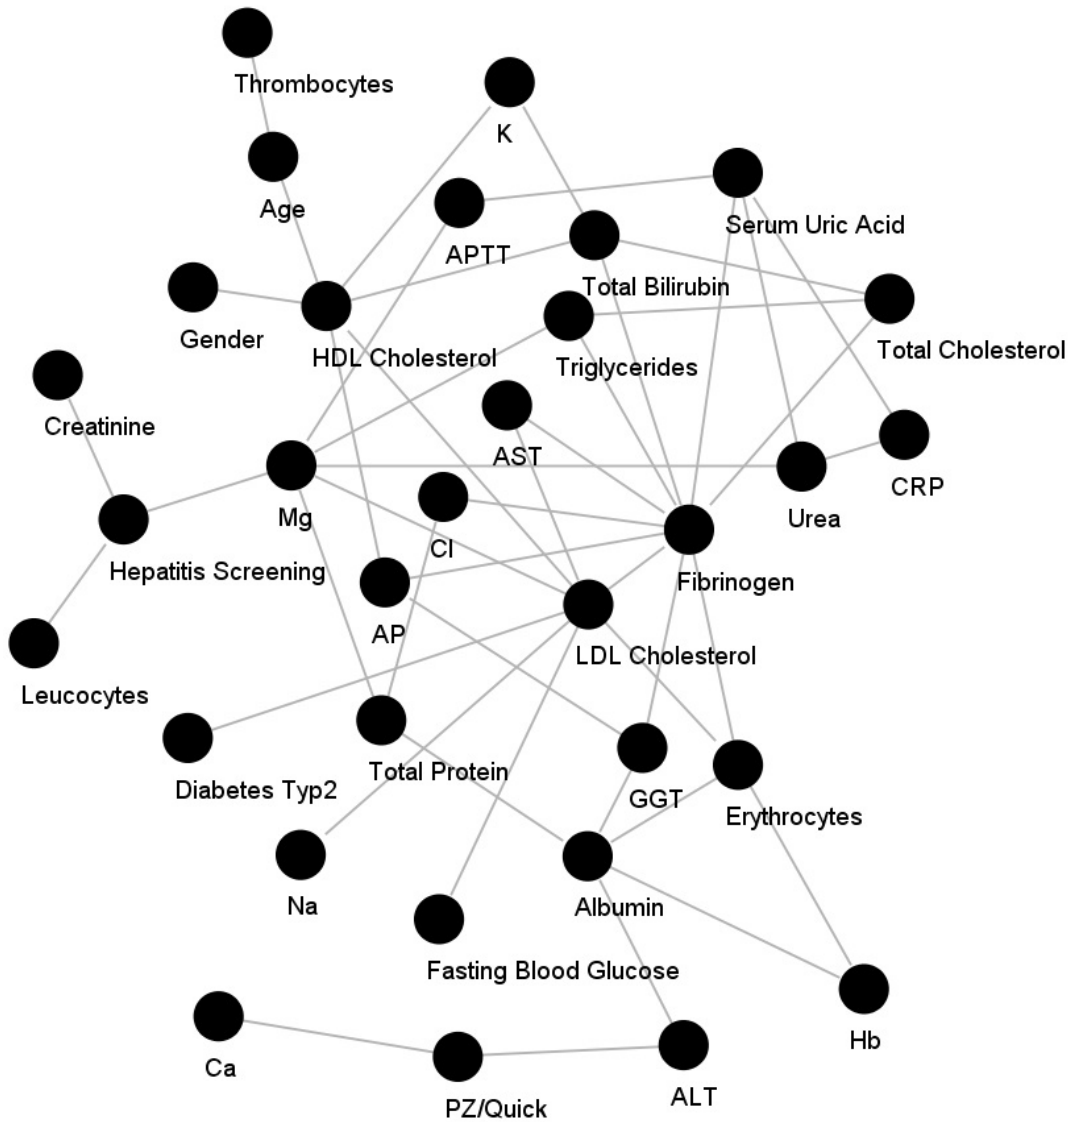 Thrombocytes
K
Age
Serum Uric Acid
APTT
Total Bilirubin
Gender
HDL Cholesterol
Total Cholesterol
Triglycerides
Creatinine
AST
CRP
Mg
Urea
Cl
Hepatitis Screening
Fibrinogen
AP
LDL Cholesterol
Leucocytes
Total Protein
Diabetes Typ2
GGT
Erythrocytes
Na
Albumin
Fasting Blood Glucose
Hb
Ca
ALT
PZ/Quick